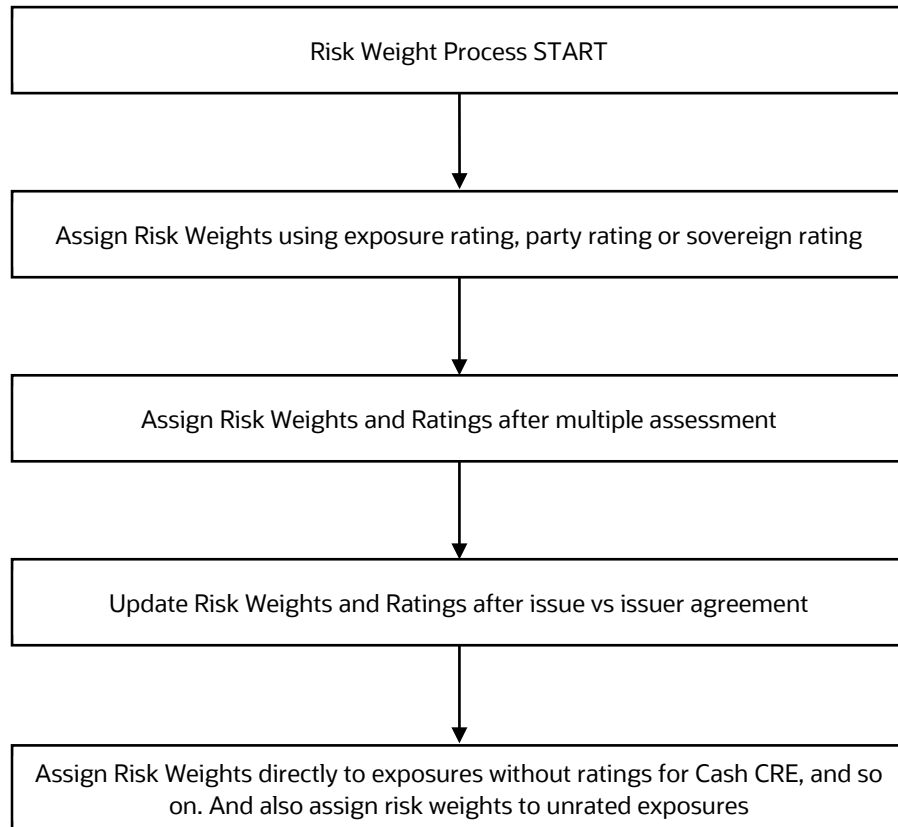 Risk Weight Process START
Assign Risk Weights using exposure rating, party rating or sovereign rating
Assign Risk Weights and Ratings after multiple assessment
Update Risk Weights and Ratings after issue vs issuer agreement
Assign Risk Weights directly to exposures without ratings for Cash CRE, and so
on. And also assign risk weights to unrated exposures